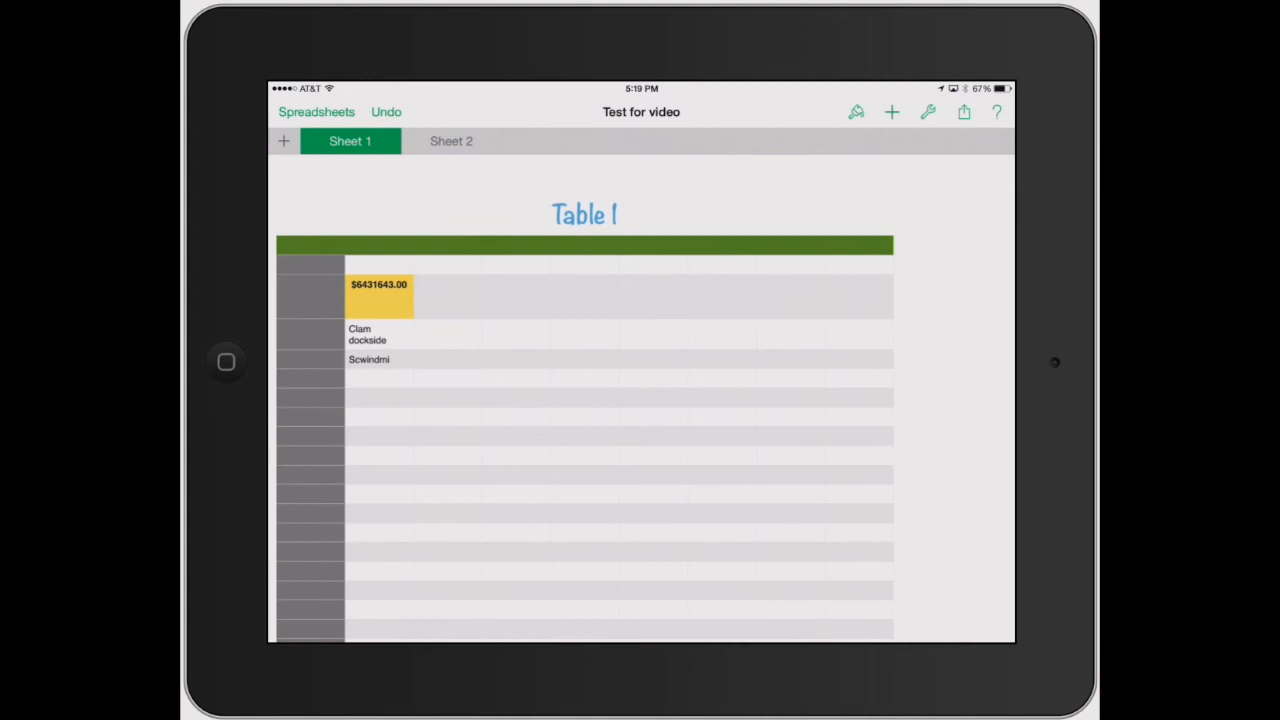 AT&T 5:19 PM 67%
Spreadsheets Undo Test for video ?
Sheet 1 Sheet 2
Table 1
$6431643.00
Clam
dockside
Scwindmi